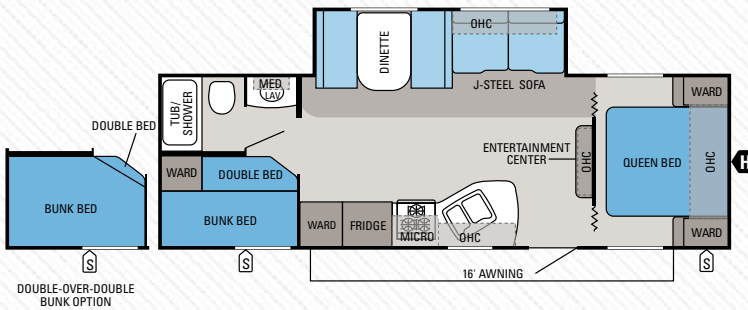 OHC
DINETTE
MED
LAV
J-STEEL SOFA
WARD
TUB/
SHOWER
DOUBLE BED
ENTERTAINMENT
CENTER
OHC
QUEEN BED
OHC
H
WARD
DOUBLE BED
BUNK BED
BUNK BED
WARD
FRIDGE
MICRO
OHC
WARD
S
S
S
16' AWNING
DOUBLE-OVER-DOUBLE
BUNK OPTION